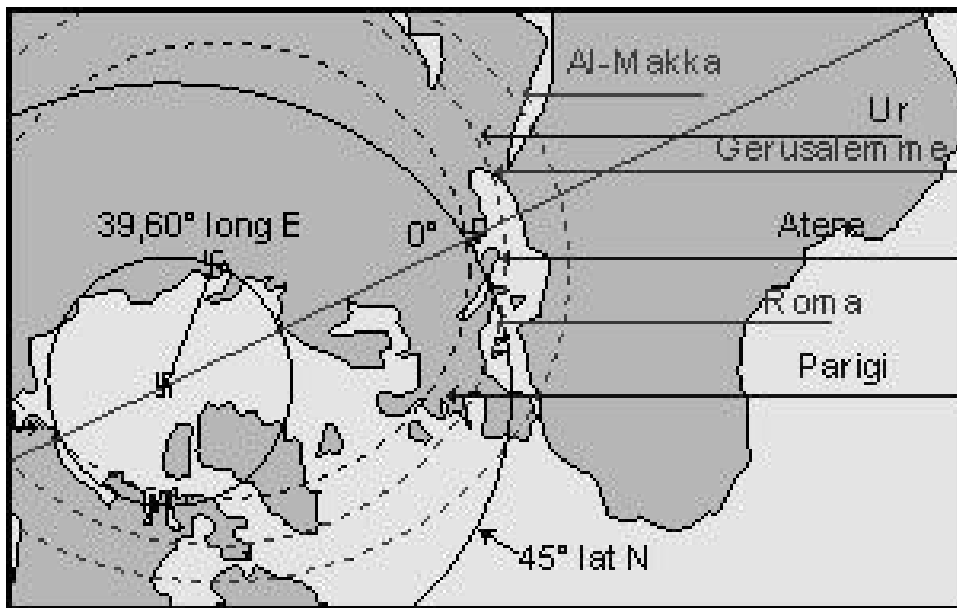 Al-Makka
Ur
Gerusalemme
39,60° long E
0°
Atene
Roma
Parigi
45° lat N